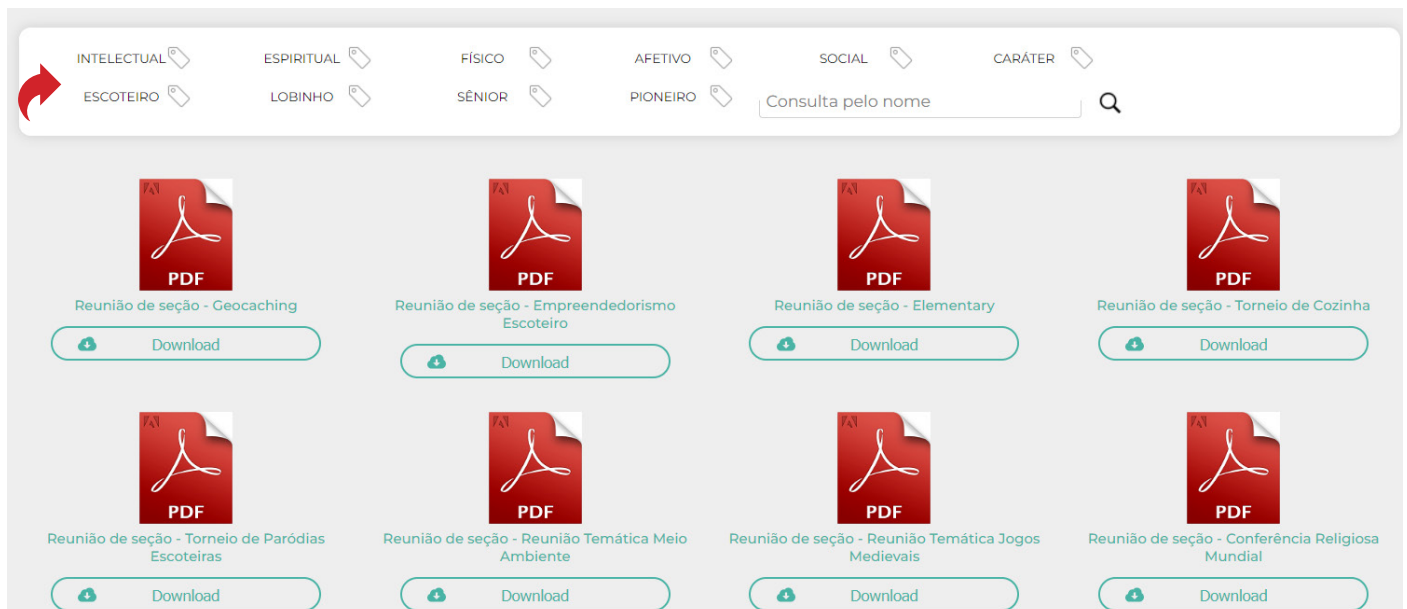 INTELECTUAL ESPIRITUAL FÍSICO AFETIVO SOCIAL CARÁTER
ESCOTEIRO LOBINHO SÊNIOR PIONEIRO Consulta pelo nome
PDF PDF PDF PDF
Reunião de seção - Geocaching
Download
Reunião de seção - Empreendedorismo
Escoteiro
Download
Reunião de seção - Elementary
Download
Reunião de seção - Torneio de Cozinha
Download
PDF PDF PDF PDF
Reunião de seção - Torneio de Paródias
Escoteiras
Download
Reunião de seção - Reunião Temática Meio
Ambiente
Download
Reunião de seção - Reunião Temática Jogos
Medievais
Download
Reunião de seção - Conferência Religiosa
Mundial
Download